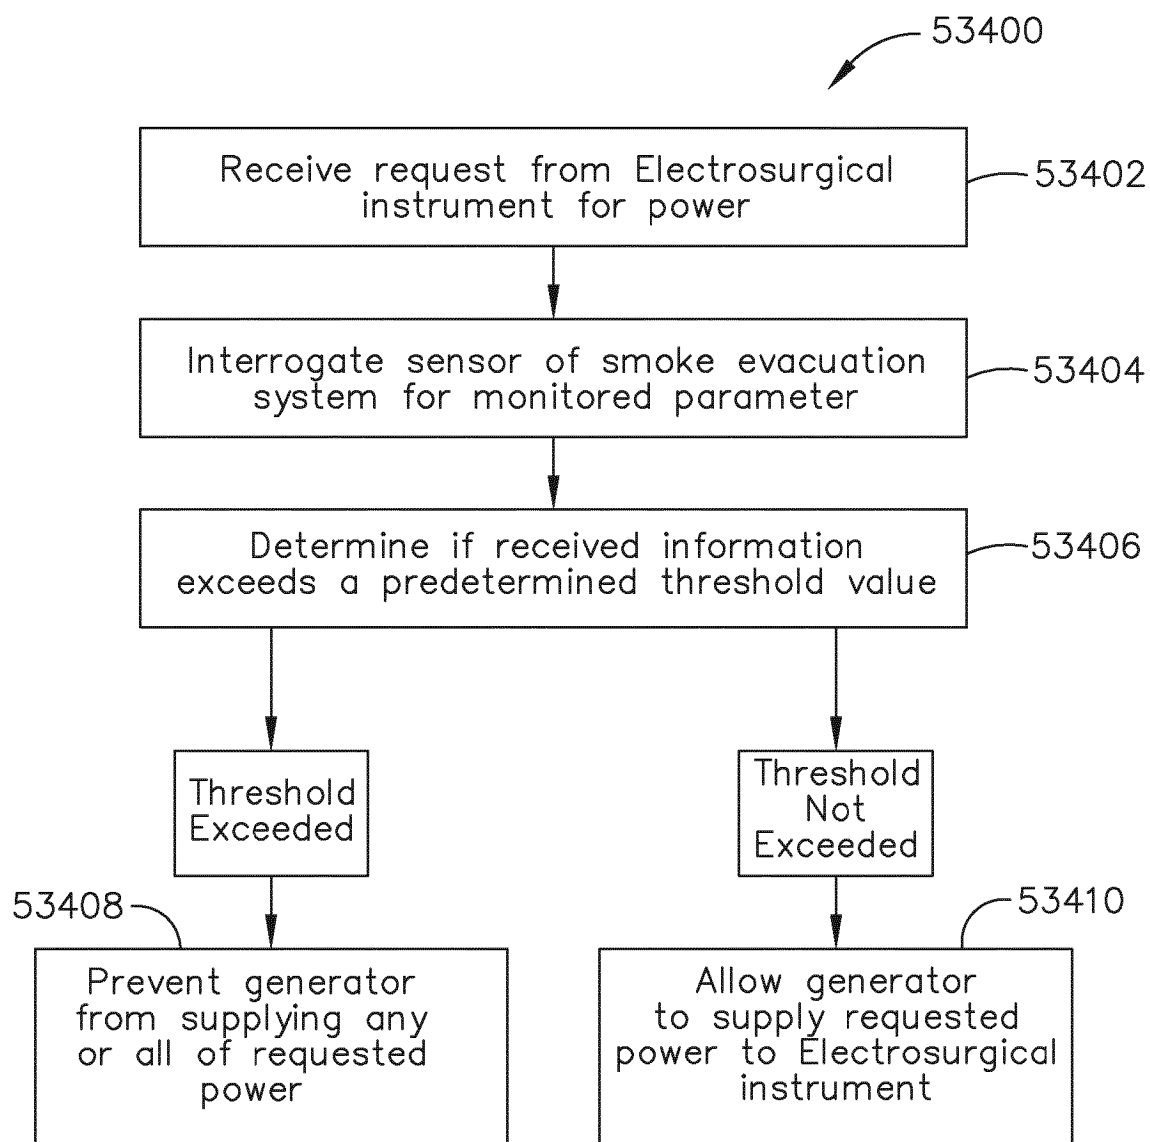 53400
Receive request from Electrosurgical
instrument for power
53402
Interrogate sensor of smoke evacuation
system for monitored parameter
53404
Determine if received information
exceeds a predetermined threshold value
53406
Threshold
Exceeded
Threshold
Not
Exceeded
53408
Prevent generator
from supplying any
or all of requested
power
53410
Allow generator
to supply requested
power to Electrosurgical
instrument